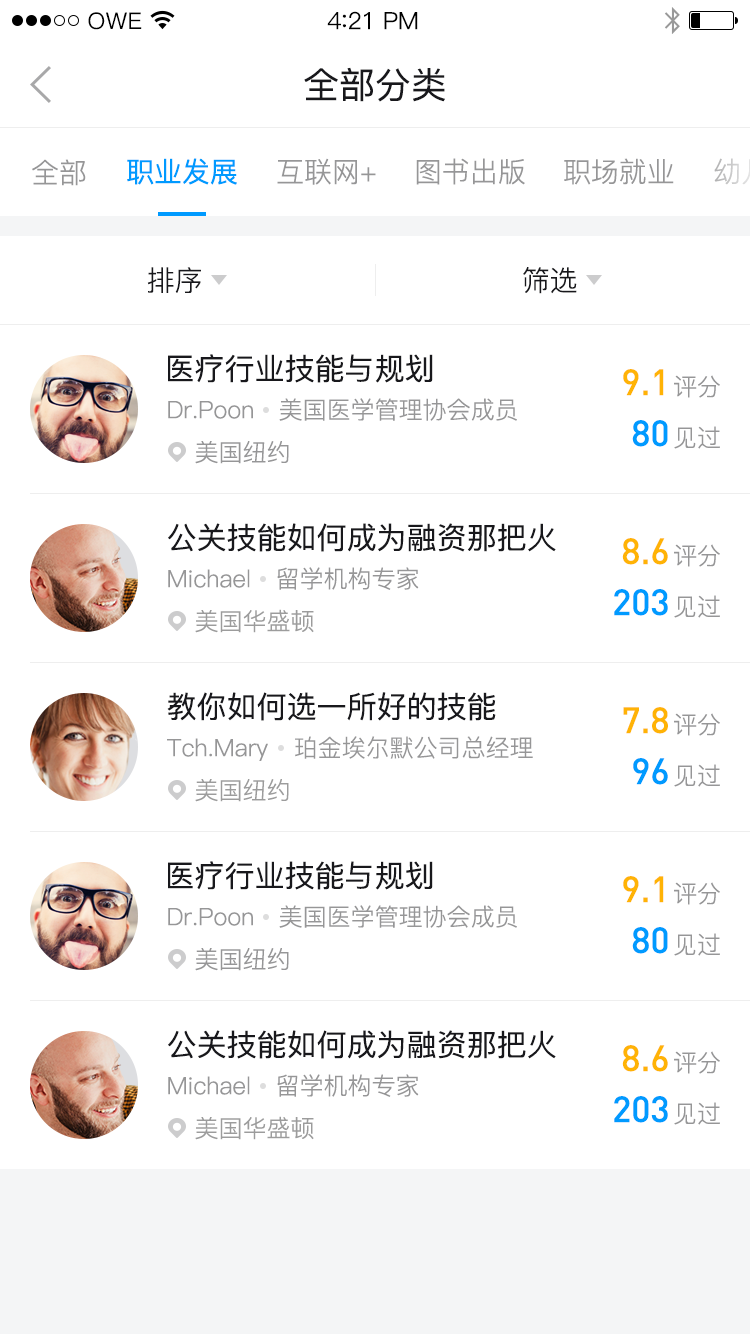 OWE 4:21 PM
全部分类
全部 职业发展 互联网+ 图书出版 职场就业 幼
排序 筛选
医疗行业技能与规划
9.1 评分
Dr.Poon • 美国医学管理协会成员
80 见过
美国纽约
公关技能如何成为融资那把火
8.6 评分
Michael • 留学机构专家
203 见过
美国华盛顿
教你如何选一所好的技能
7.8 评分
Tch.Mary • 珀金埃尔默公司总经理
96 见过
美国纽约
医疗行业技能与规划
9.1 评分
Dr.Poon • 美国医学管理协会成员
80 见过
美国纽约
公关技能如何成为融资那把火
8.6 评分
Michael • 留学机构专家
203 见过
美国华盛顿